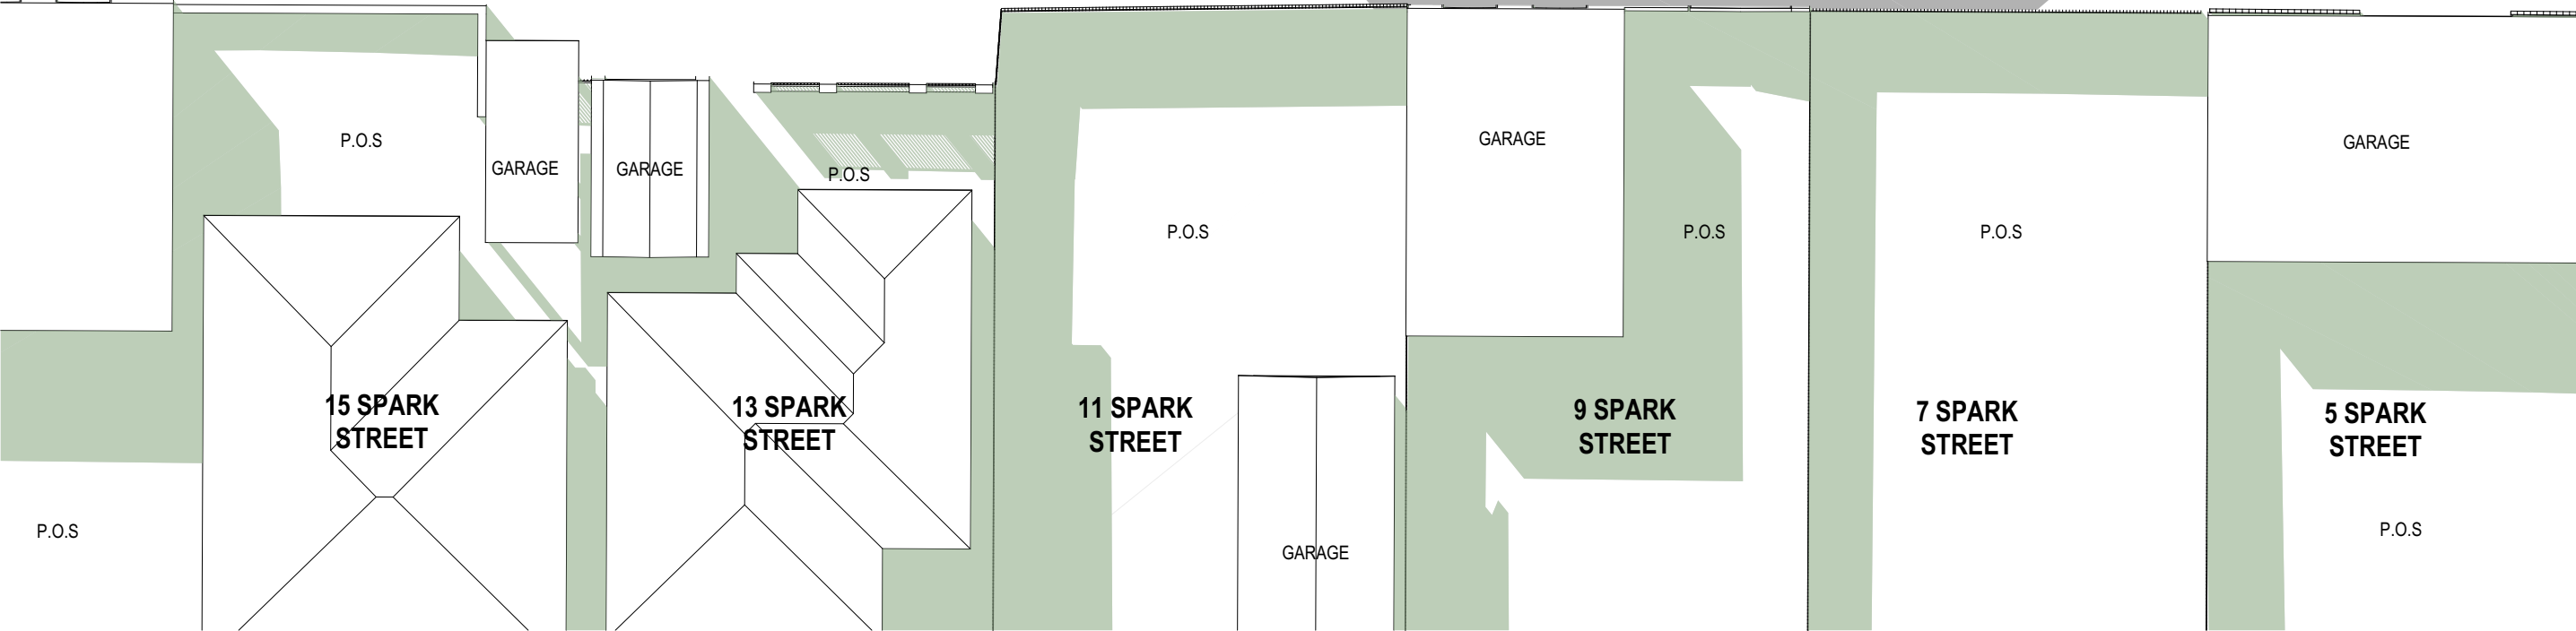 P.O.S
GARAGE
GARAGE
P.O.S
P.O.S
GARAGE
P.O.S
P.O.S
GARAGE
15 SPARK
STREET
13 SPARK
STREET
11 SPARK
STREET
9 SPARK
STREET
7 SPARK
STREET
5 SPARK
STREET
P.O.S
GARAGE
P.O.S